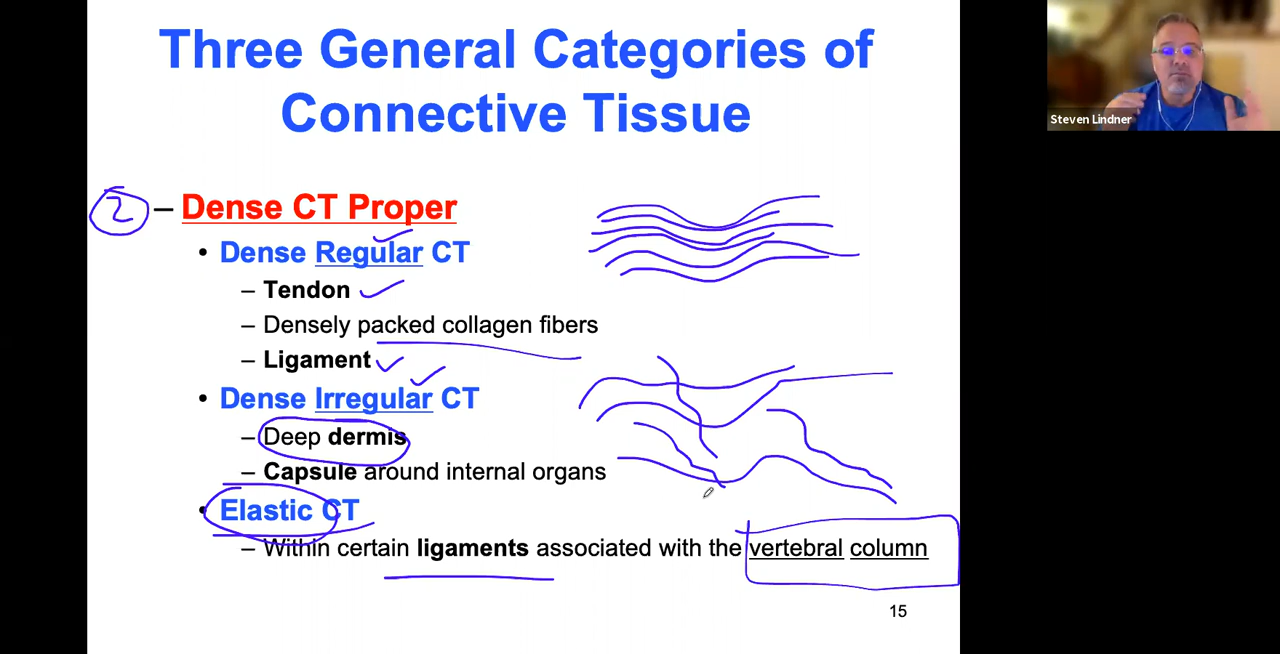 Three General Categories of
Connective Tissue
Steven Lindner
2 – Dense CT Proper
• Dense Regular CT
– Tendon
– Densely packed collagen fibers
– Ligament
• Dense Irregular CT
– Deep dermis
– Capsule around internal organs
• Elastic CT
– Within certain ligaments associated with the vertebral column
15